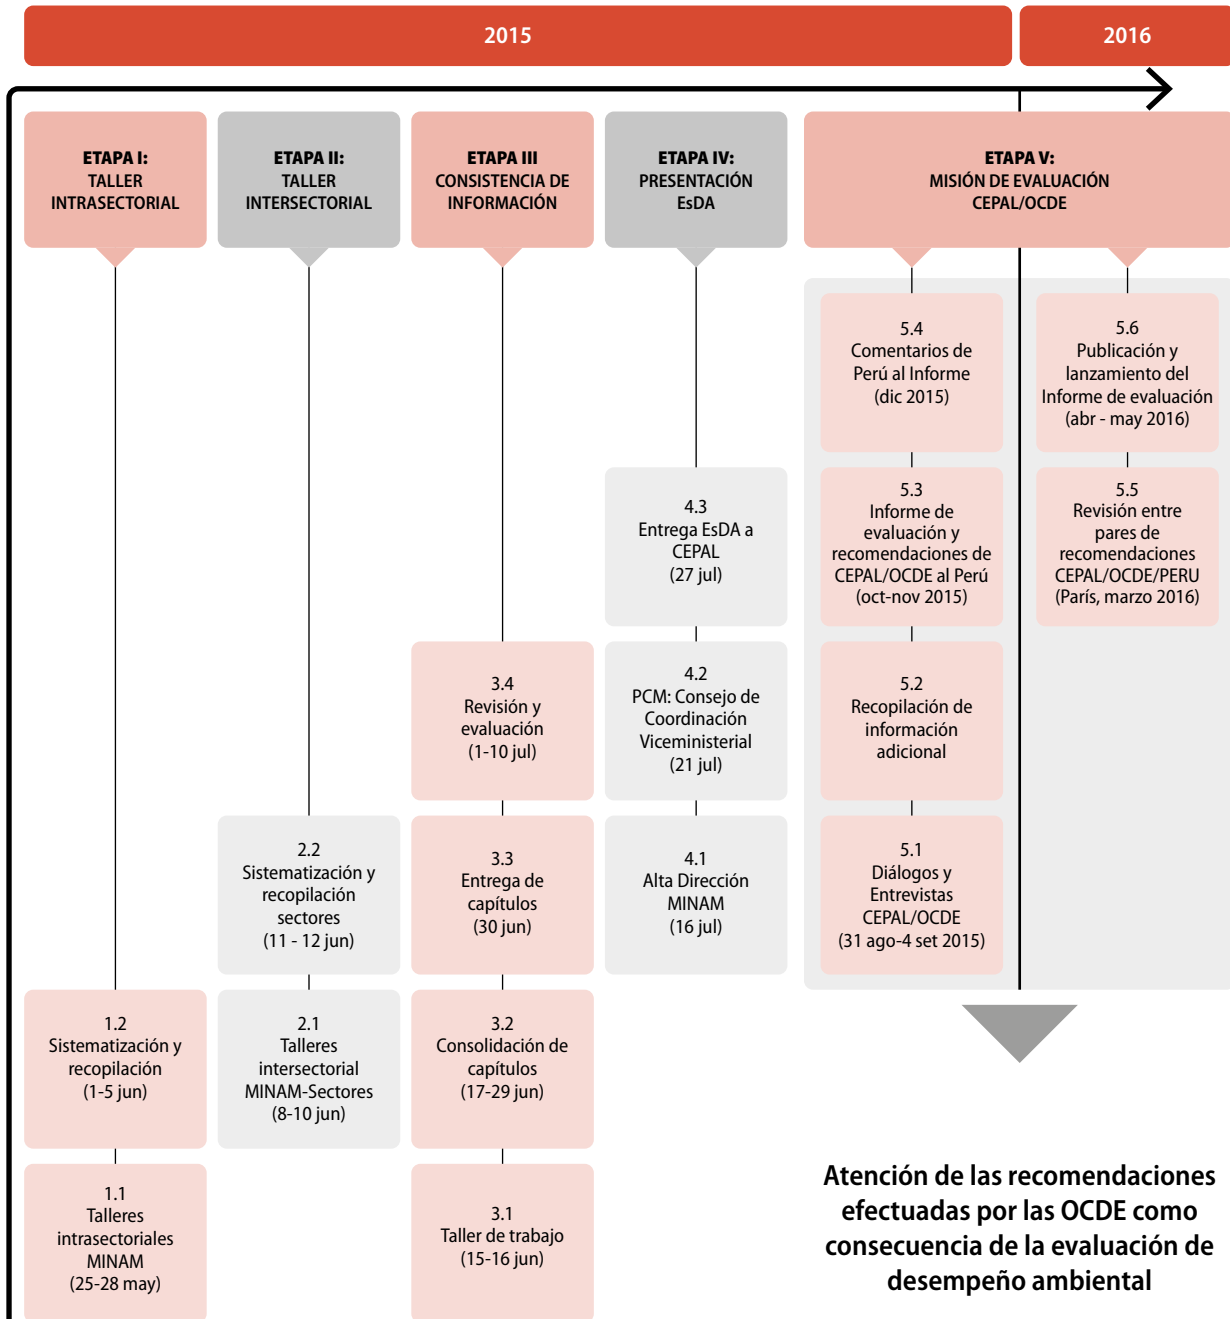 2015
2016
ETAPA I:
TALLER
INTRASECTORIAL
ETAPA II:
TALLER
INTERSECTORIAL
ETAPA III
CONSISTENCIA DE
INFORMACIÓN
ETAPA IV:
PRESENTACIÓN
EsDA
ETAPA V:
MISIÓN DE EVALUACIÓN
CEPAL/OCDE
1.2
Sistematización y
recopilación
(1-5 jun)
1.1
Talleres
intrasectoriales
MINAM
(25-28 may)
2.2
Sistematización y
recopilación
sectores
(11 - 12 jun)
2.1
Talleres
intersectorial
MINAM-Sectores
(8-10 jun)
3.4
Revisión y
evaluación
(1-10 jul)
3.3
Entrega de
capítulos
(30 jun)
3.2
Consolidación de
capítulos
(17-29 jun)
3.1
Taller de trabajo
(15-16 jun)
4.3
Entrega EsDA a
CEPAL
(27 jul)
4.2
PCM: Consejo de
Coordinación
Viceministerial
(21 jul)
4.1
Alta Dirección
MINAM
(16 jul)
5.4
Comentarios de
Perú al Informe
(dic 2015)
5.3
Informe de
evaluación y
recomendaciones de
CEPAL/OCDE al Perú
(oct-nov 2015)
5.2
Recopilación de
información
adicional
5.1
Diálogos y
Entrevistas
CEPAL/OCDE
(31 ago-4 set 2015)
5.6
Publicación y
lanzamiento del
Informe de evaluación
(abr - may 2016)
5.5
Revisión entre
pares de
recomendaciones
CEPAL/OCDE/PERU
(París, marzo 2016)
Atención de las recomendaciones
efectuadas por las OCDE como
consecuencia de la evaluación de
desempeño ambiental